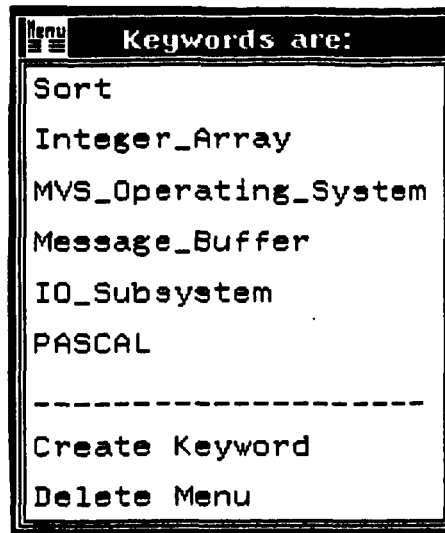 Menu
Keywords are:
Sort
Integer_Array
MVS_Operating_System
Message_Buffer
IO_Subsystem
PASCAL
--------------------
Create Keyword
Delete Menu